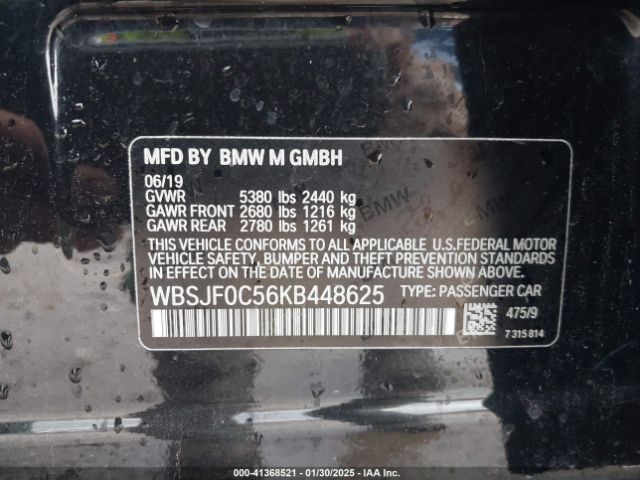 MFD BY BMW M GMBH
06/19
GVWR 5380 lbs 2440 kg
GAWR FRONT 2680 lbs 1216 kg
GAWR REAR 2780 lbs 1261 kg
THIS VEHICLE CONFORMS TO ALL APPLICABLE U.S.FEDERAL MOTOR
VEHICLE SAFETY, BUMPER AND THEFT PREVENTION STANDARDS
IN EFFECT ON THE DATE OF MANUFACTURE SHOWN ABOVE.
WBSJF0C56KB448625 TYPE: PASSENGER CAR
475/9
7 315 814
BMW
BMW
000-41368521 - 01/30/2025 - IAA Inc.